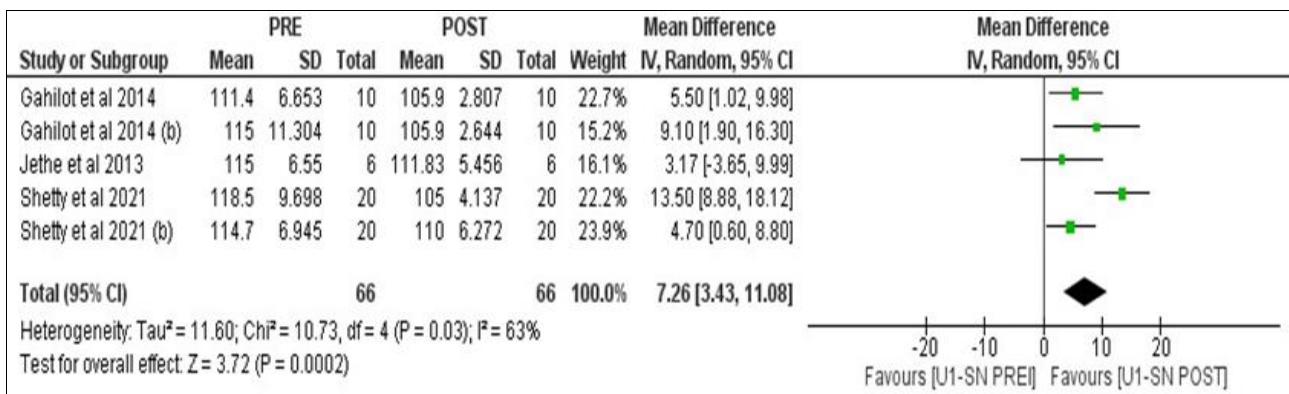 PRE POST Mean Difference Mean Difference
Study or Subgroup Mean SD Total Mean SD Total Weight IV, Random, 95% CI IV, Random, 95% CI
Gahilot et al 2014 111.4 6.653 10 105.9 2.807 10 22.7% 5.50 [1.02, 9.98]
Gahilot et al 2014 (b) 115 11.304 10 105.9 2.644 10 15.2% 9.10 [1.90, 16.30]
Jethe et al 2013 115 6.55 6 111.83 5.456 6 16.1% 3.17 [-3.65, 9.99]
Shetty et al 2021 118.5 9.698 20 105 4.137 20 22.2% 13.50 [8.88, 18.12]
Shetty et al 2021 (b) 114.7 6.945 20 110 6.272 20 23.9% 4.70 [0.60, 8.80]
Total (95% CI) 66 66 100.0% 7.26 [3.43, 11.08]
Heterogeneity: Tau² = 11.60; Chi² = 10.73, df = 4 (P = 0.03); I² = 63%
Test for overall effect: Z = 3.72 (P = 0.0002)
-20 -10 0 10 20
Favours [U1-SN PREI] Favours [U1-SN POST]